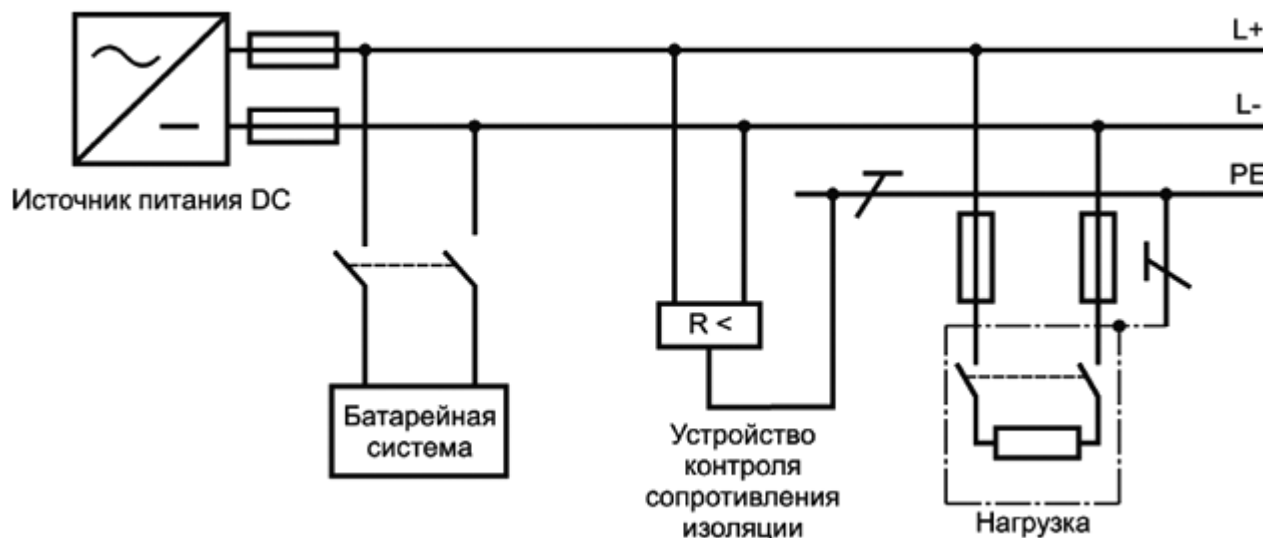 L+
L-
PE
Источник питания DC
R <
Батарейная
система
Устройство
контроля
сопротивления
изоляции
Нагрузка